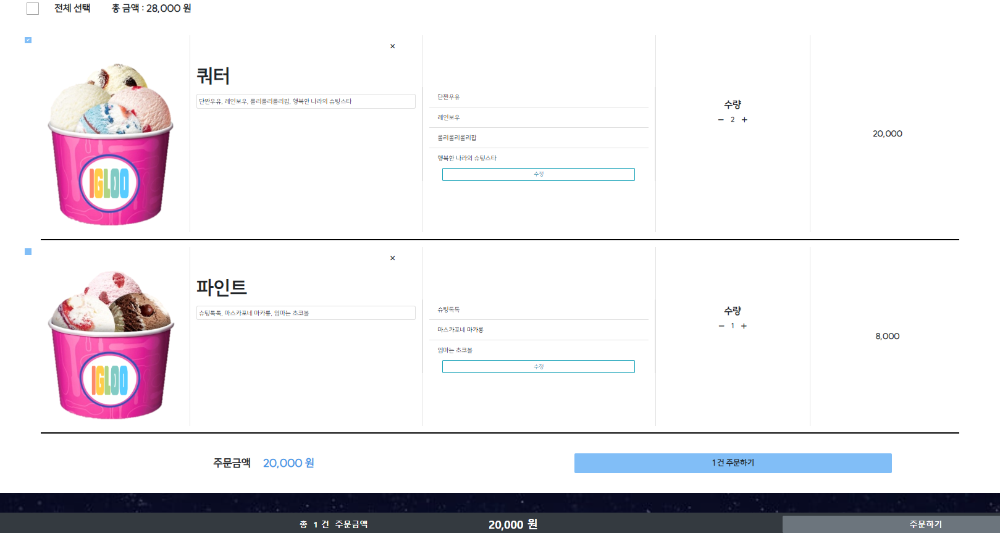 전체 선택 총 금액 : 28,000 원
×
쿼터
단짠우유, 레인보우, 롤리롤리롤리팝, 행복한 나라의 슈팅스타
단짠우유
레인보우
롤리롤리롤리팝
행복한 나라의 슈팅스타
수정
수량
− 2 +
20,000
IGLOO
×
파인트
슈팅톡톡, 마스카포네 마카롱, 엄마는 초코볼
슈팅톡톡
마스카포네 마카롱
엄마는 초코볼
수정
수량
− 1 +
8,000
IGLOO
주문금액 20,000 원
1 건 주문하기
총 1 건 주문금액 20,000 원 주문하기